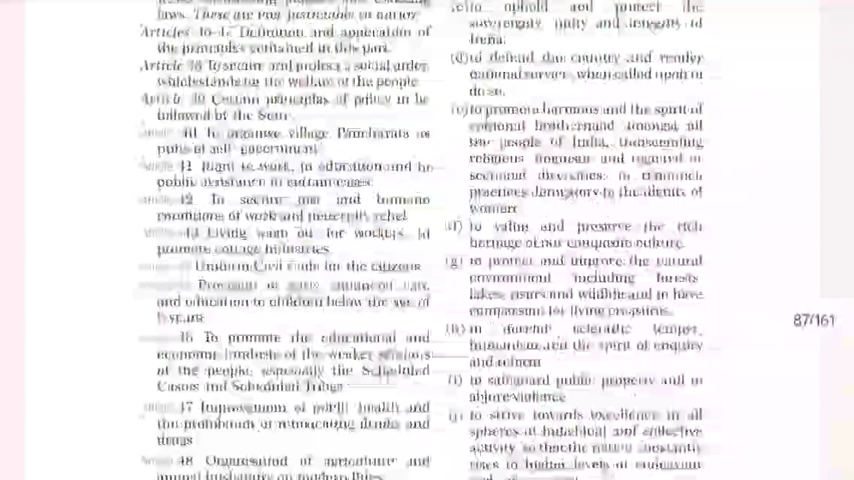 laws. These are not justiciable in nature
Articles 36-37 Definition and application of
the principles contained in this part.
Article 38 To secure and protect a social order
which stands for the welfare of the people
Article 39 Certain principles of policy to be
followed by the State
40 To organise village Panchayats as
units of self government
41 Right to work, to education and to
public assistance in certain cases
42 To secure just and humane
conditions of work and maternity relief
43 Living wage etc. for workers, to
promote cottage industries
Uniform Civil Code for the citizens
Provision of early childhood care
and education to children below the age of
6 years
46 To promote the educational and
economic interests of the weaker sections
of the people, especially the Scheduled
Castes and Scheduled Tribes
47 Improvement of public health and
the prohibition of intoxicating drinks and
drugs
48 Organisation of agriculture and
animal husbandry on modern lines
to uphold and protect the
sovereignty, unity and integrity of
India;
(d) to defend the country and render
national service when called upon to
do so.
(e) to promote harmony and the spirit of
common brotherhood amongst all
the people of India, transcending
religious, linguistic and regional or
sectional diversities; to renounce
practices derogatory to the dignity of
women
(f) to value and preserve the rich
heritage of our composite culture.
(g) to protect and improve the natural
environment including forests,
lakes, rivers and wildlife and to have
compassion for living
(h) to develop scientific temper,
humanism and the spirit of enquiry
and reform
(i) to safeguard public property and to
abjure violence
(j) to strive towards excellence in all
spheres of individual and collective
activity so that the nation constantly
rises to higher levels of endeavour
87/161